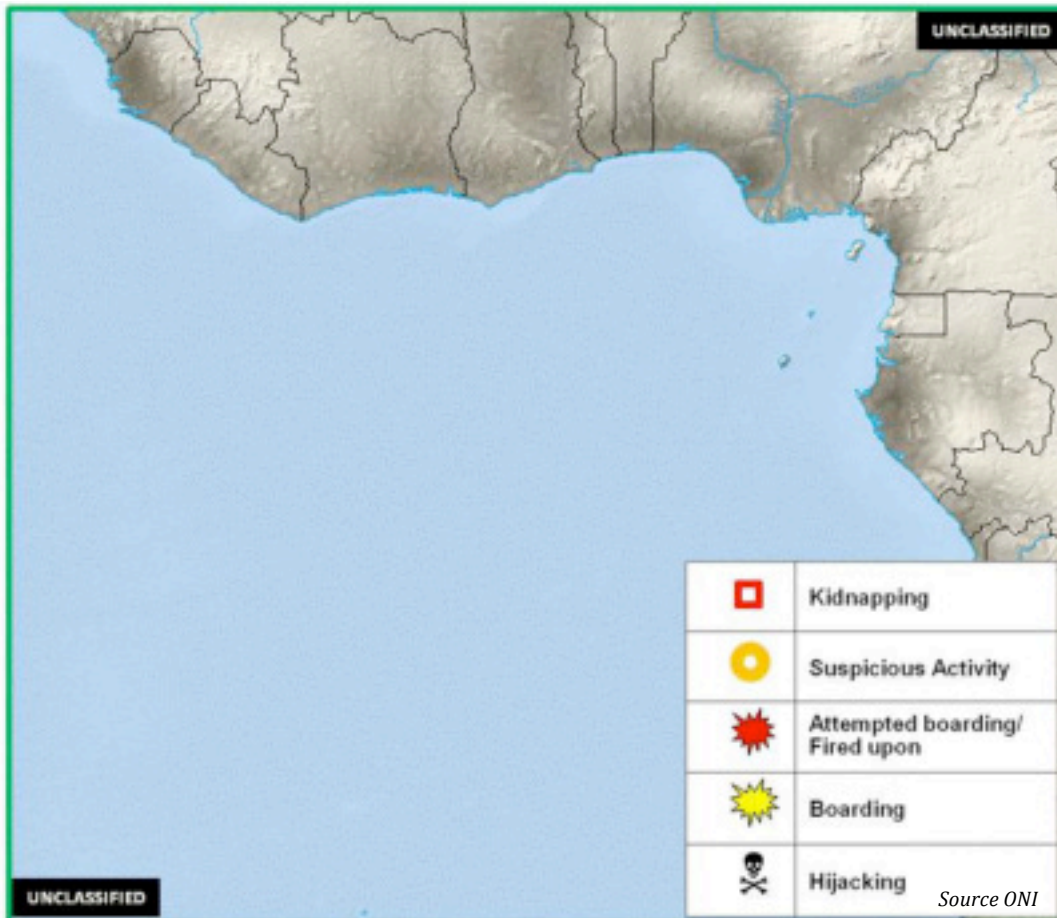 UNCLASSIFIED
Kidnapping
Suspicious Activity
Attempted boarding/
Fired upon
Boarding
Hijacking
UNCLASSIFIED
Source ONI